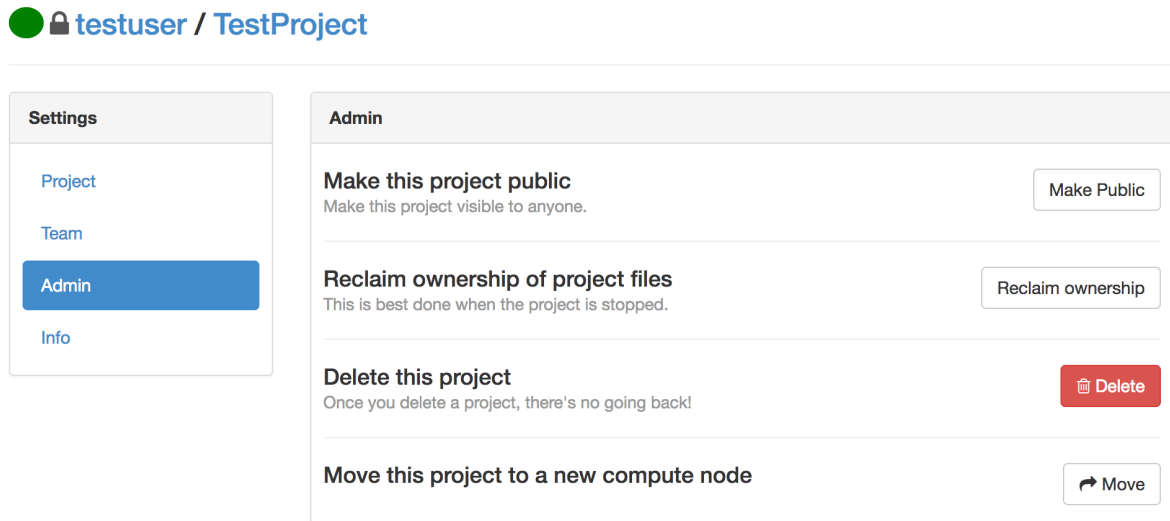 testuser / TestProject
Settings
Project
Team
Admin
Info
Admin
Make this project public
Make this project visible to anyone.
Make Public
Reclaim ownership of project files
This is best done when the project is stopped.
Reclaim ownership
Delete this project
Once you delete a project, there's no going back!
Delete
Move this project to a new compute node
Move